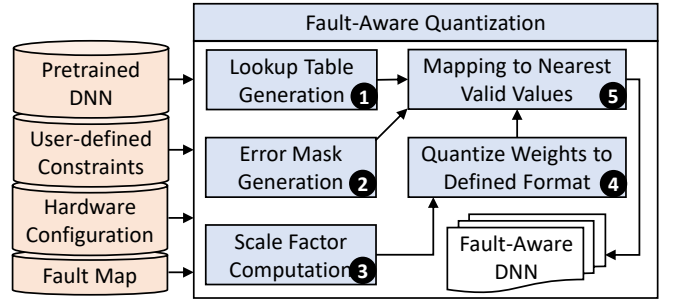 Fault-Aware Quantization
Pretrained
DNN
User-defined
Constraints
Hardware
Configuration
Fault Map
Lookup Table
Generation 1
Error Mask
Generation 2
Scale Factor
Computation 3
Mapping to Nearest
Valid Values 5
Quantize Weights to
Defined Format 4
Fault-Aware
DNN